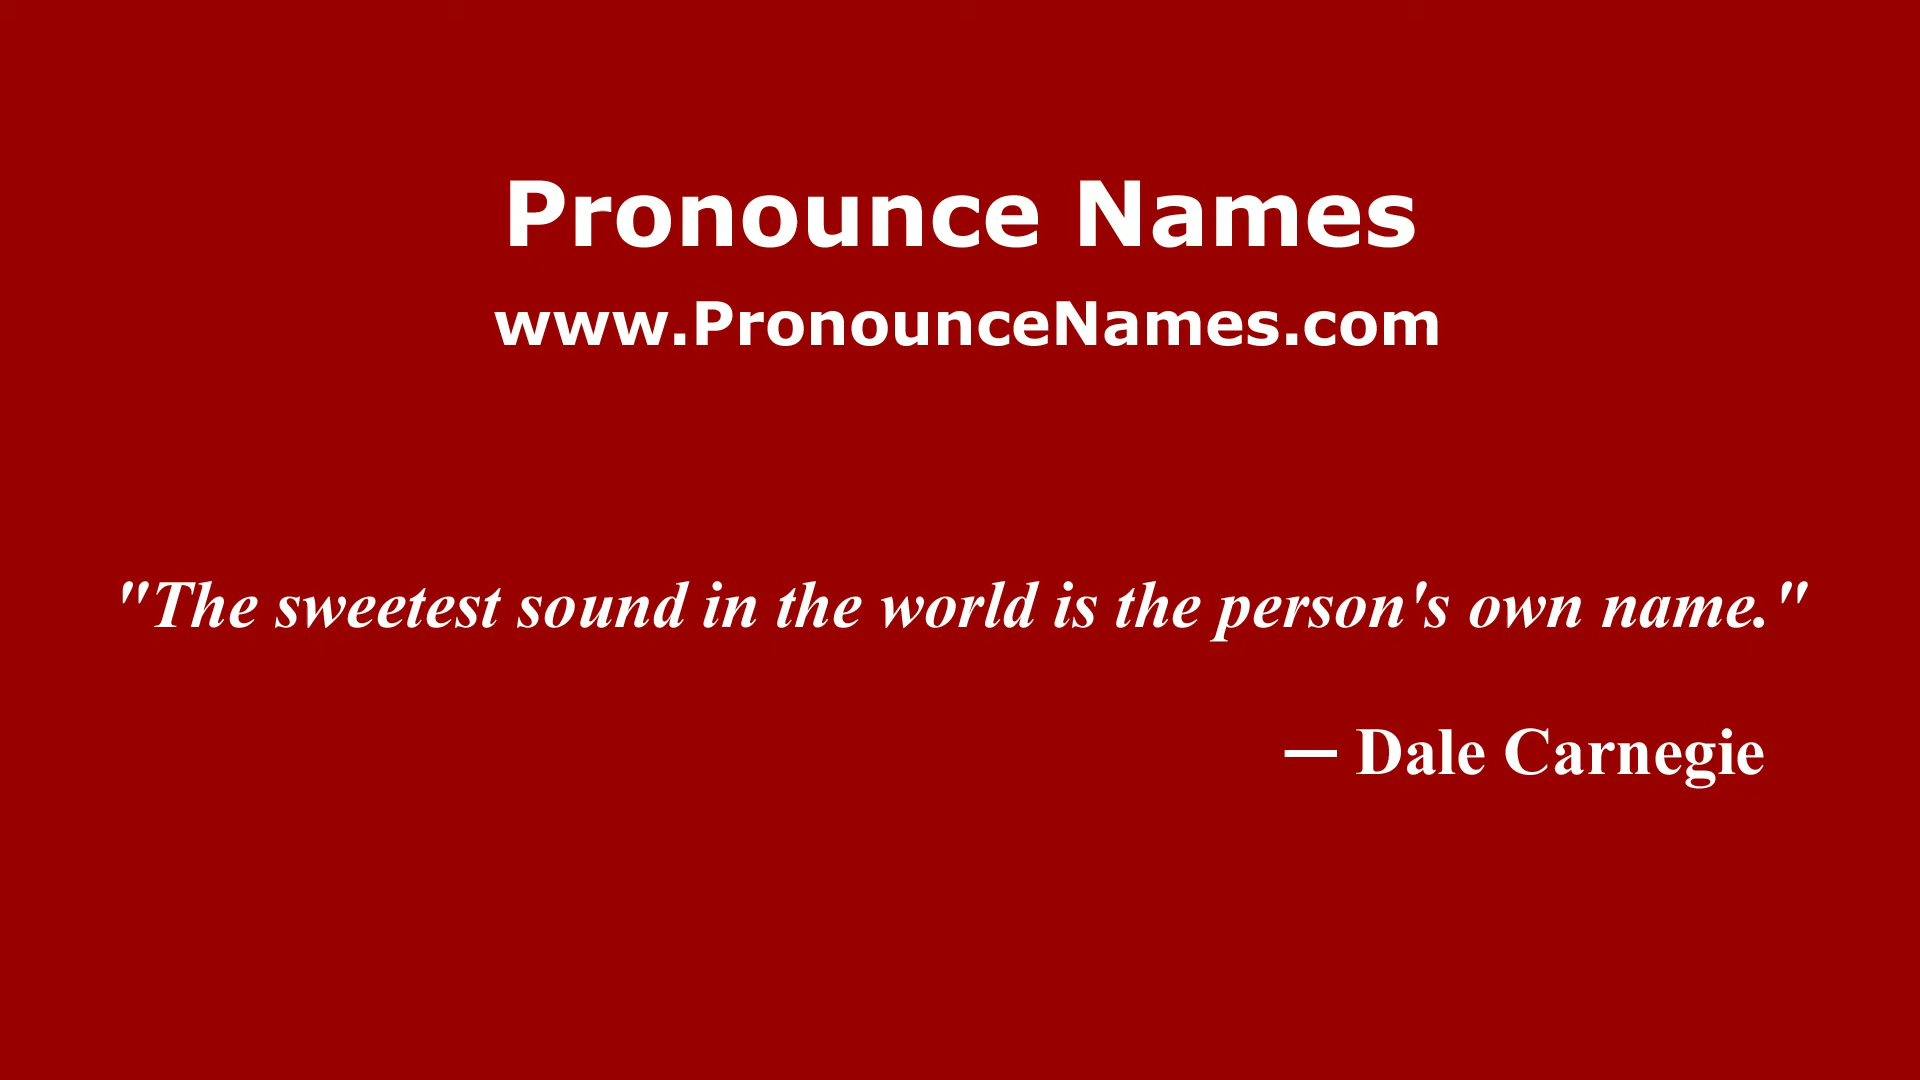 Pronounce Names
www.PronounceNames.com
"The sweetest sound in the world is the person's own name."
— Dale Carnegie